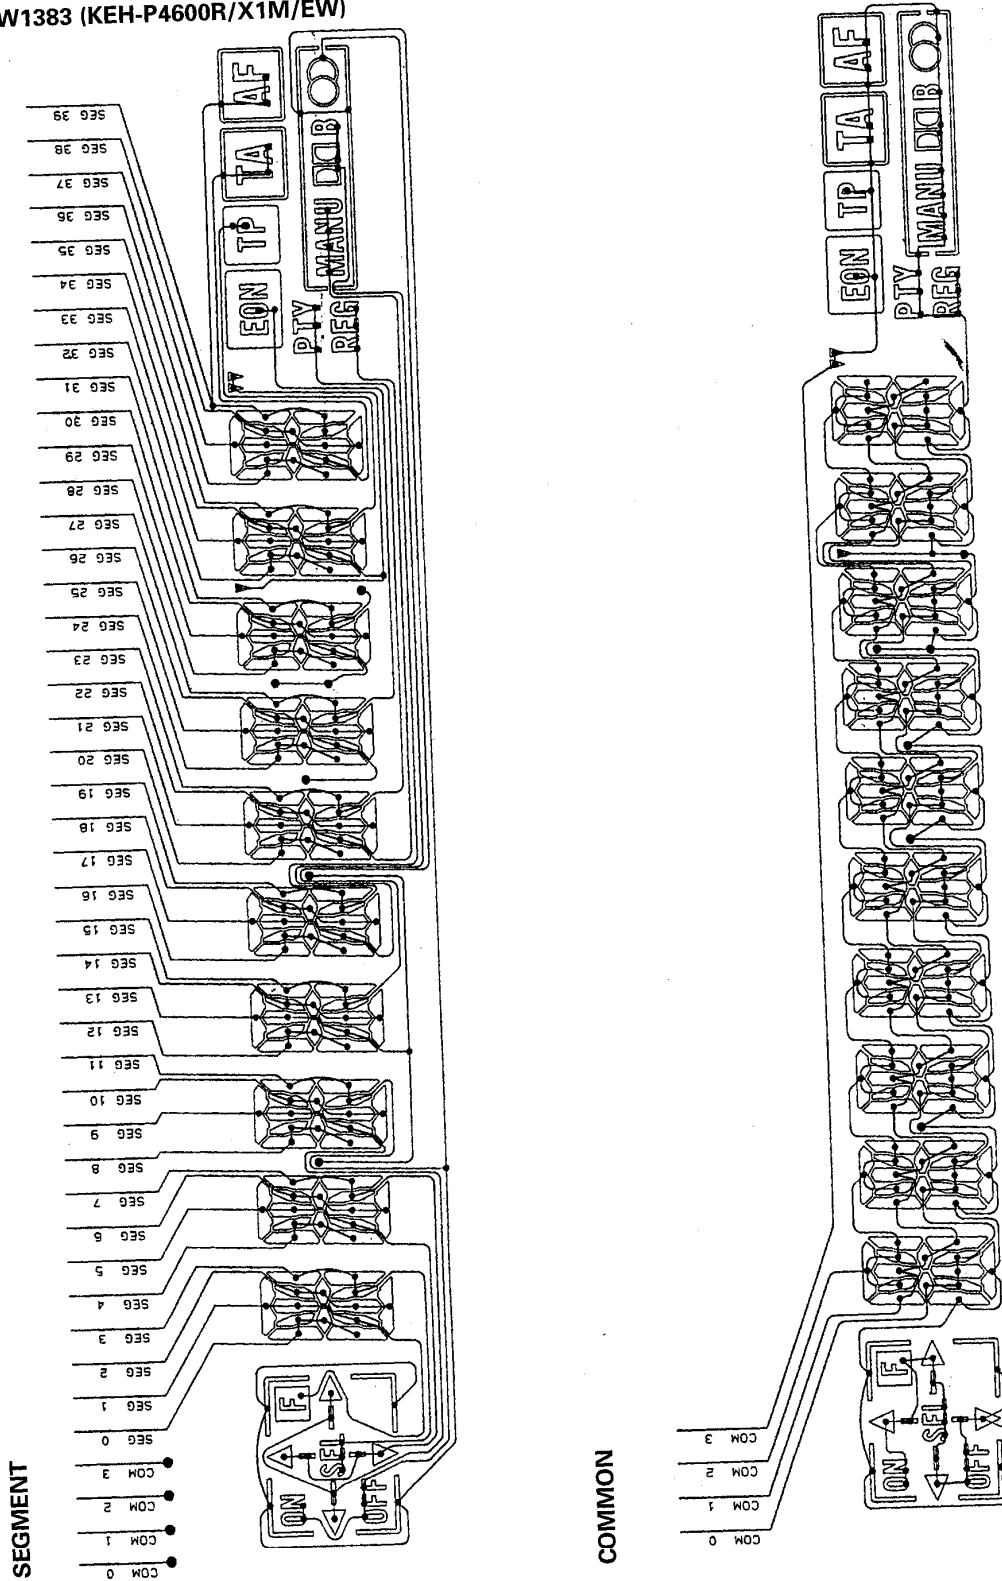 W1383 (KEH-P4600R/X1M/EW)
SEG 39
SEG 38
SEG 37
SEG 36
SEG 35
SEG 34
SEG 33
SEG 32
SEG 31
SEG 30
SEG 29
SEG 28
SEG 27
SEG 26
SEG 25
SEG 24
SEG 23
SEG 22
SEG 21
SEG 20
SEG 19
SEG 18
SEG 17
SEG 16
SEG 15
SEG 14
SEG 13
SEG 12
SEG 11
SEG 10
SEG 9
SEG 8
SEG 7
SEG 6
SEG 5
SEG 4
SEG 3
SEG 2
SEG 1
SEG 0
COM 3
COM 2
COM 1
COM 0
SEGMENT
AF
TA
TP
EON
PTY
REG
MANU
B
F
SEL
ON
OFF
COMMON
COM 3
COM 2
COM 1
COM 0
AF
TA
TP
EON
PTY
REG
MANU
B
F
SEL
ON
OFF